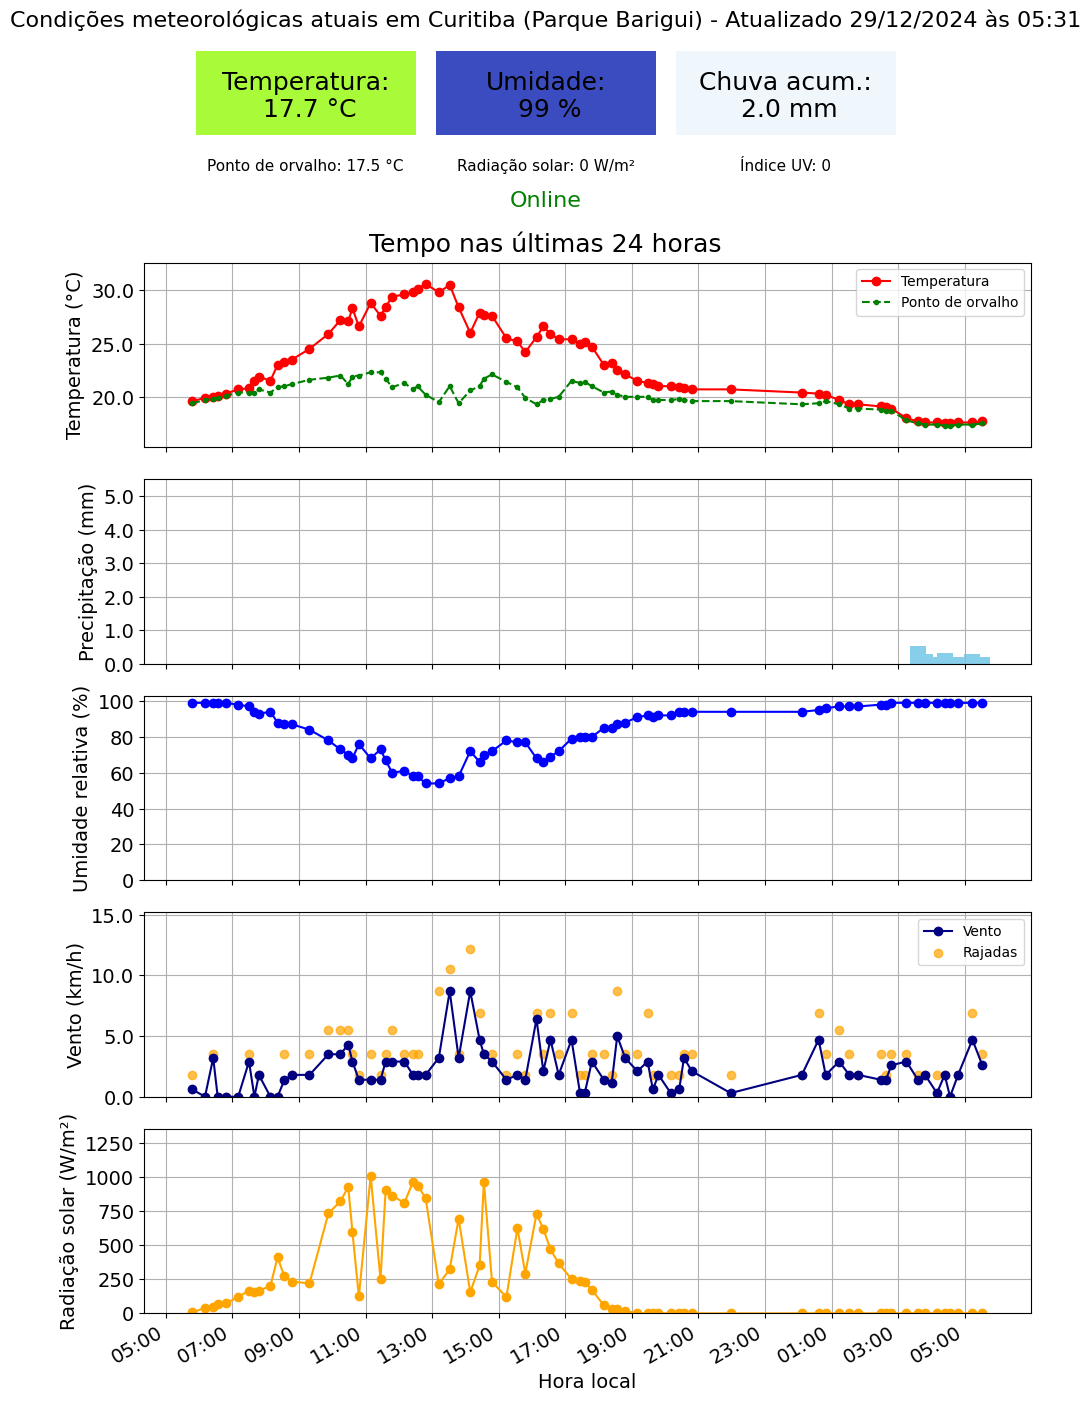 Condições meteorológicas atuais em Curitiba (Parque Barigui) - Atualizado 29/12/2024 às 05:31
Temperatura:
17.7 °C
Umidade:
99 %
Chuva acum.:
2.0 mm
Ponto de orvalho: 17.5 °C
Radiação solar: 0 W/m²
Índice UV: 0
Online
Tempo nas últimas 24 horas
Temperatura (°C)
30.0
25.0
20.0
Temperatura
Ponto de orvalho
Precipitação (mm)
5.0
4.0
3.0
2.0
1.0
0.0
Umidade relativa (%)
100
80
60
40
20
0
Vento (km/h)
15.0
10.0
5.0
0.0
Vento
Rajadas
Radiação solar (W/m²)
1250
1000
750
500
250
0
05:00
07:00
09:00
11:00
13:00
15:00
17:00
19:00
21:00
23:00
01:00
03:00
05:00
Hora local